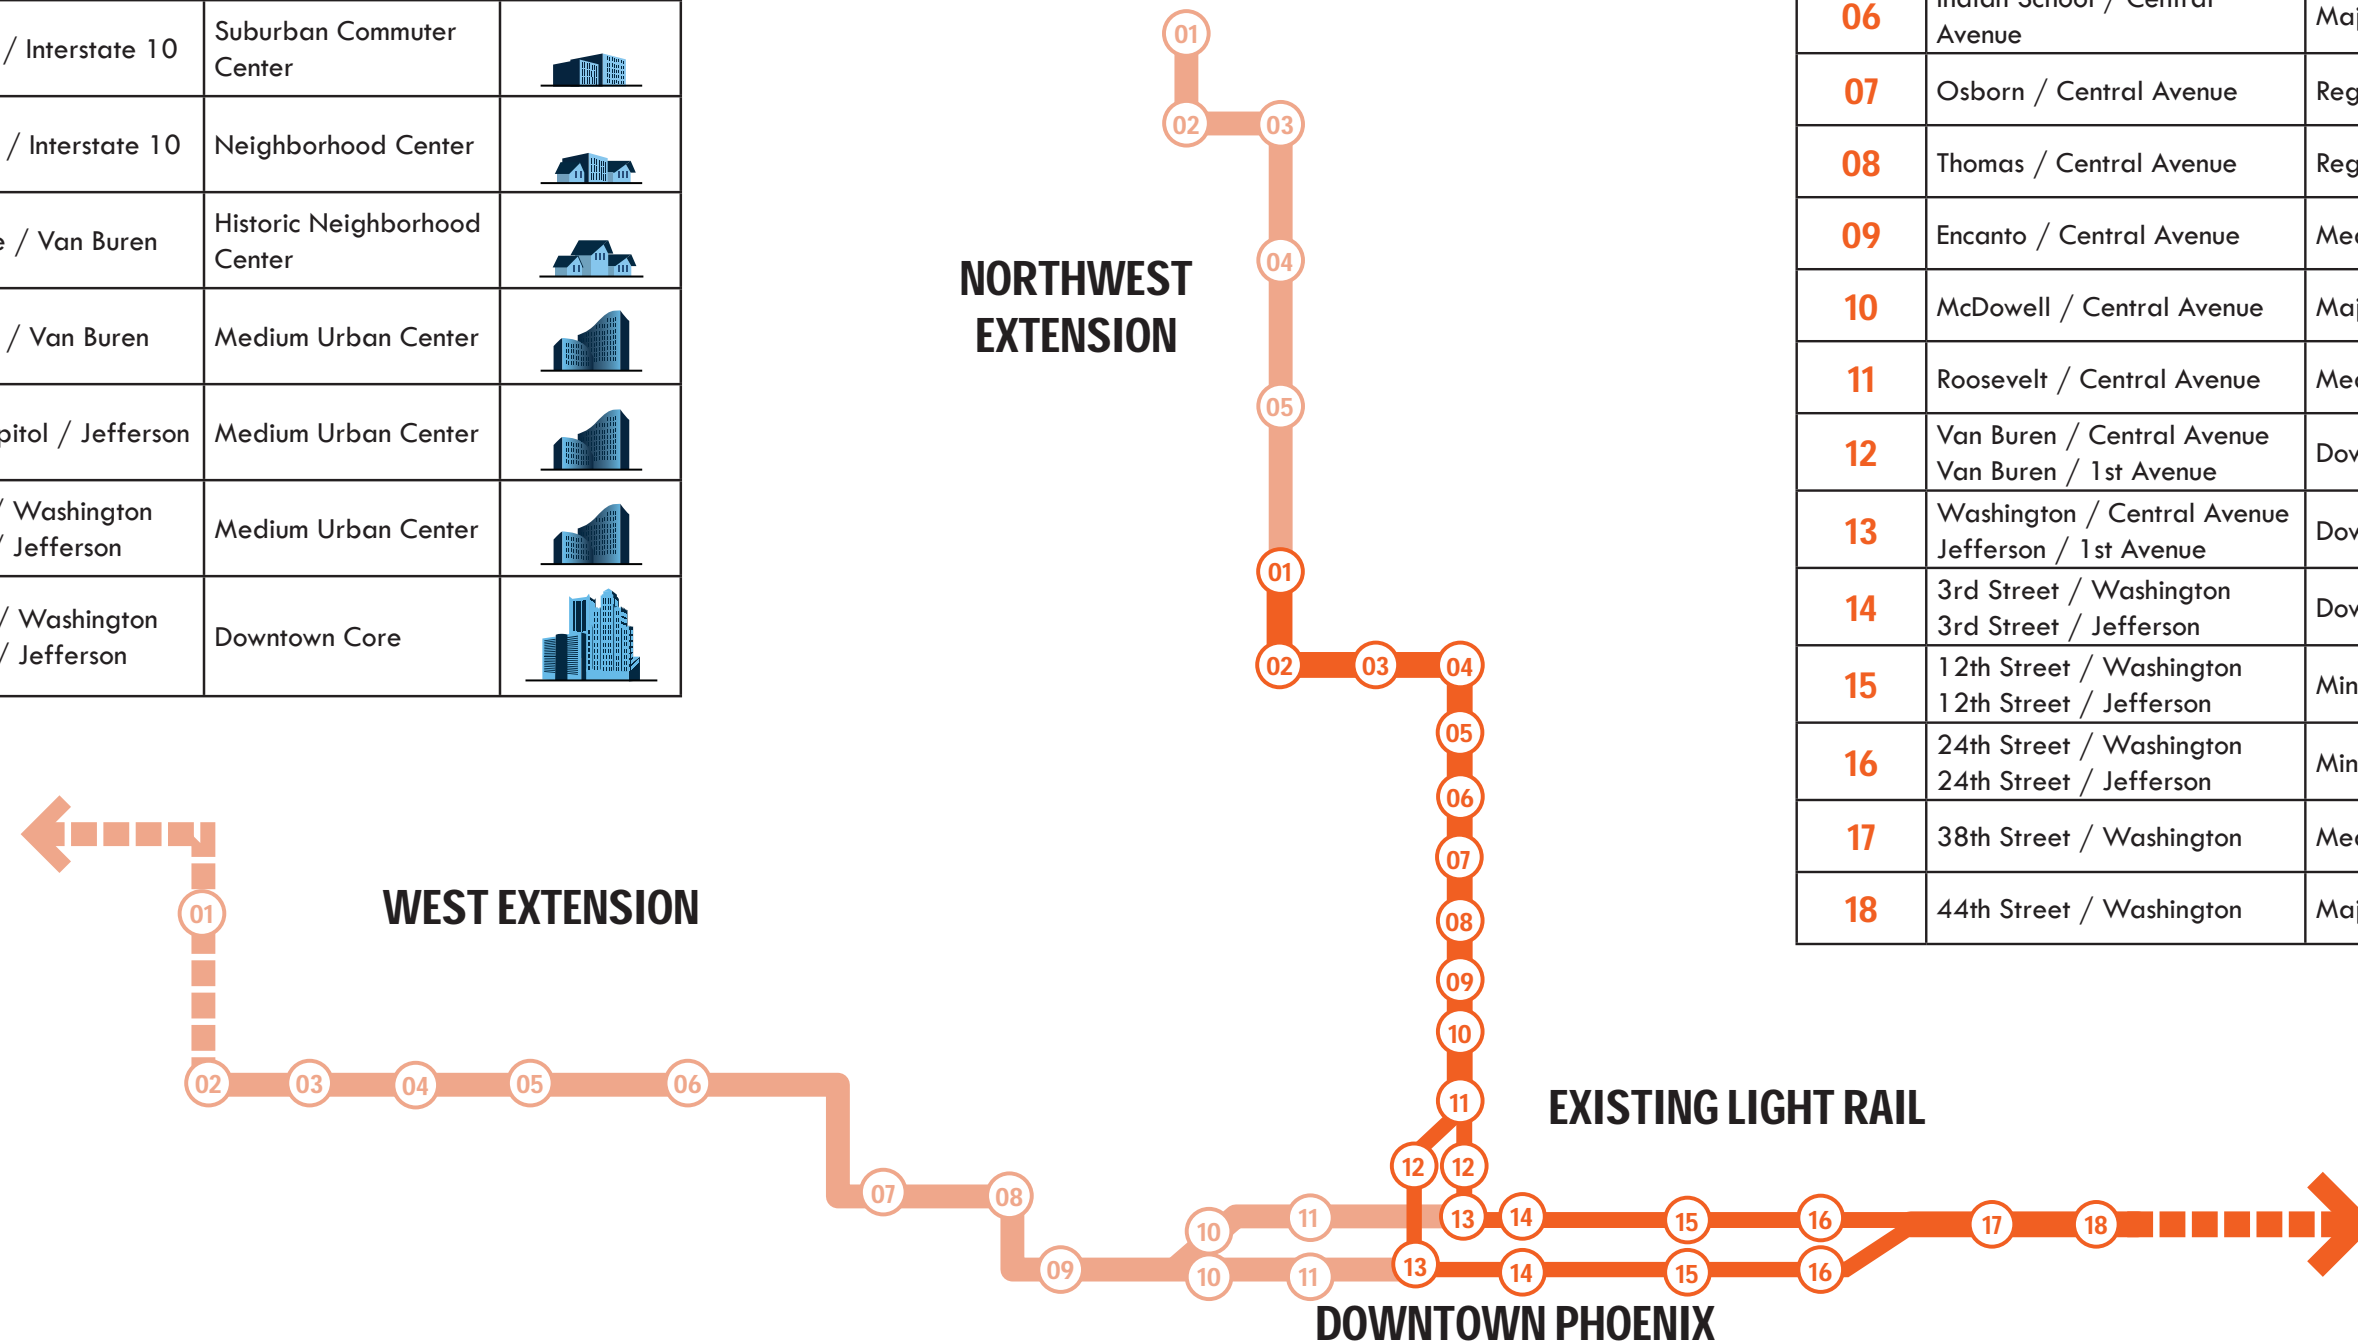 / Interstate 10
Suburban Commuter
Center
/ Interstate 10
Neighborhood Center
/ Van Buren
Historic Neighborhood
Center
/ Van Buren
Medium Urban Center
/ Jefferson
Medium Urban Center
/ Washington
/ Jefferson
Medium Urban Center
/ Washington
/ Jefferson
Downtown Core
NORTHWEST
EXTENSION
01
02
03
04
05
01
02
03
04
05
06
07
08
09
10
11
12
12
13
14
15
16
17
18
13
14
15
16
EXISTING LIGHT RAIL
DOWNTOWN PHOENIX
WEST EXTENSION
01
02
03
04
05
06
07
08
09
10
11
10
11
06
Indian School / Central
Avenue
07
Osborn / Central Avenue
08
Thomas / Central Avenue
09
Encanto / Central Avenue
10
McDowell / Central Avenue
11
Roosevelt / Central Avenue
12
Van Buren / Central Avenue
Van Buren / 1st Avenue
13
Washington / Central Avenue
Jefferson / 1st Avenue
14
3rd Street / Washington
3rd Street / Jefferson
15
12th Street / Washington
12th Street / Jefferson
16
24th Street / Washington
24th Street / Jefferson
17
38th Street / Washington
18
44th Street / Washington